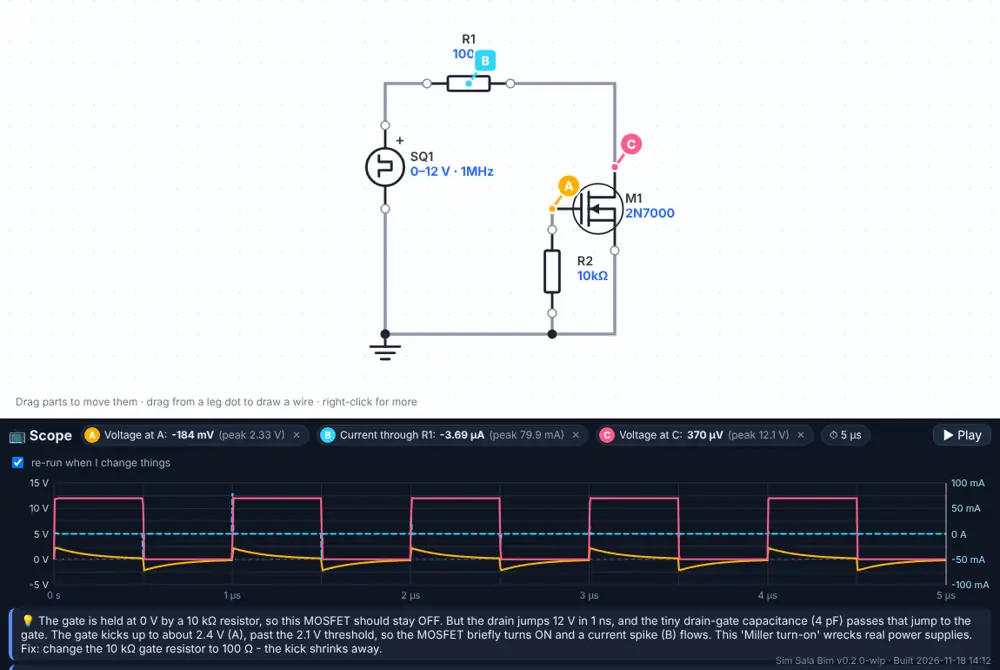 R1
100
B
C
+
SQ1
0–12 V · 1MHz
A
M1
2N7000
R2
10kΩ
Drag parts to move them · drag from a leg dot to draw a wire · right-click for more
Scope
A Voltage at A: -184 mV (peak 2.33 V) ×
B Current through R1: -3.69 µA (peak 79.9 mA) ×
C Voltage at C: 370 µV (peak 12.1 V) ×
5 µs
Play
re-run when I change things
15 V
10 V
5 V
0 V
-5 V
100 mA
50 mA
0 A
-50 mA
-100 mA
0 s
1 µs
2 µs
3 µs
4 µs
5 µs
The gate is held at 0 V by a 10 kΩ resistor, so this MOSFET should stay OFF. But the drain jumps 12 V in 1 ns, and the tiny drain-gate capacitance (4 pF) passes that jump to the
gate. The gate kicks up to about 2.4 V (A), past the 2.1 V threshold, so the MOSFET briefly turns ON and a current spike (B) flows. This 'Miller turn-on' wrecks real power supplies.
Fix: change the 10 kΩ gate resistor to 100 Ω - the kick shrinks away.
Sim Sala Bim v0.2.0-wip · Built 2026-11-18 14:12